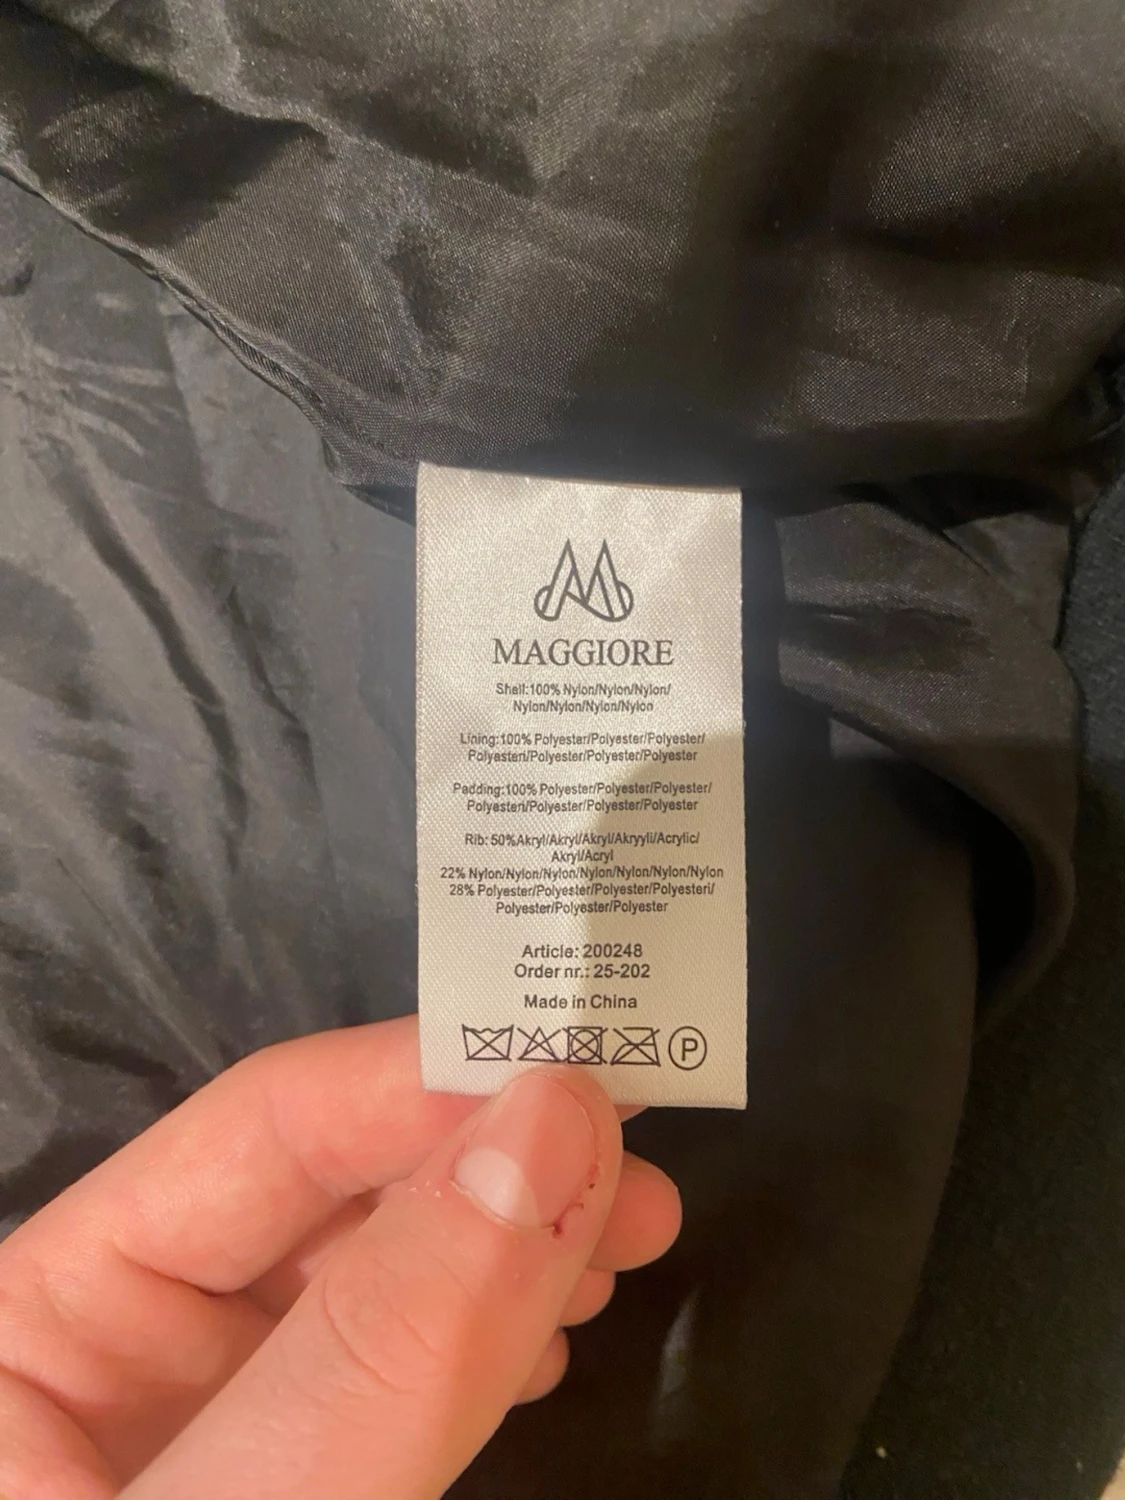 MAGGIORE
Shell:100% Nylon/Nylon/Nylon/
Nylon/Nylon/Nylon/Nylon
Lining:100% Polyester/Polyester/Polyester/
Polyesteri/Polyester/Polyester/Polyester
Padding:100% Polyester/Polyester/Polyester/
Polyesteri/Polyester/Polyester/Polyester
Rib: 50%Akryl/Akryl/Akryl/Akryyli/Acrylic/
Akryl/Acryl
22% Nylon/Nylon/Nylon/Nylon/Nylon/Nylon/Nylon
28% Polyester/Polyester/Polyester/Polyesteri/
Polyester/Polyester/Polyester
Article: 200248
Order nr.: 25-202
Made in China
P